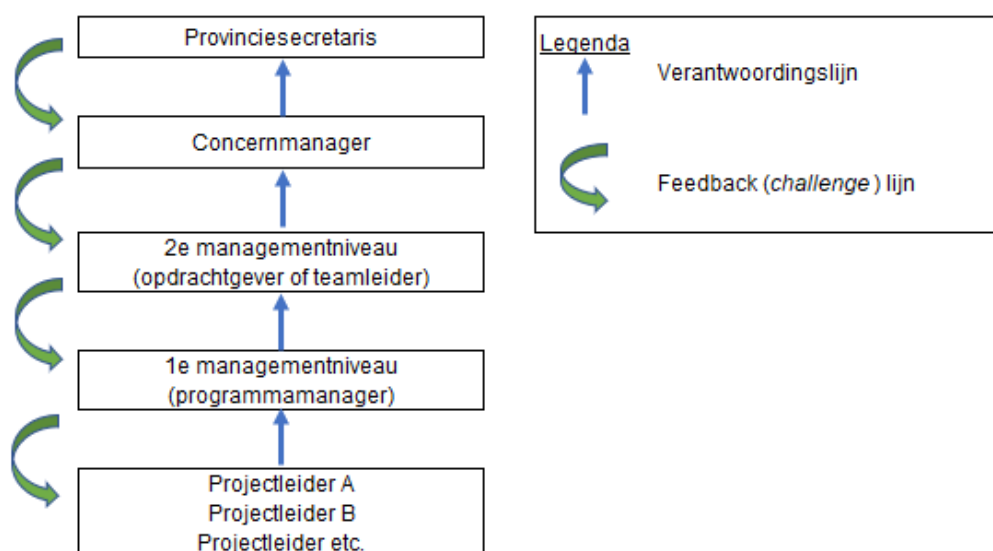 Provinciesecretaris
Concernmanager
2e managementniveau
(opdrachtgever of teamleider)
1e managementniveau
(programmamanager)
Projectleider A
Projectleider B
Projectleider etc.
Legenda
Verantwoordingslijn
Feedback (challenge) lijn